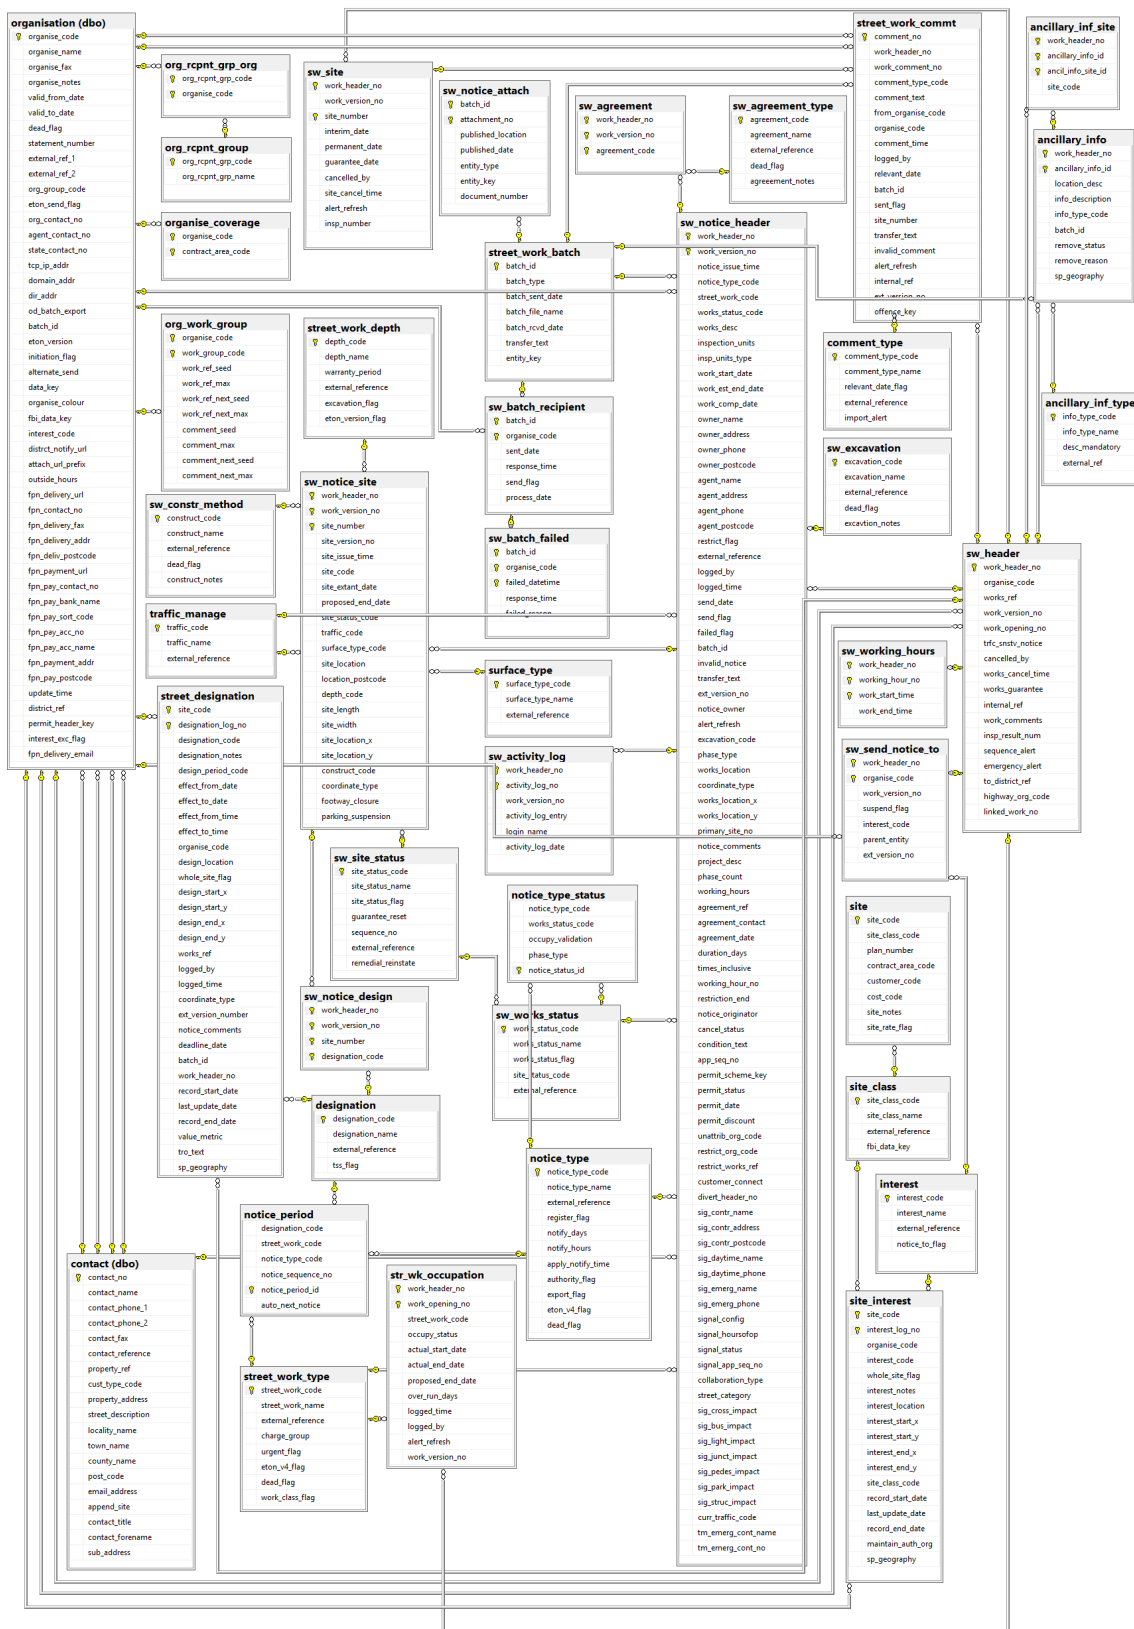 organisation (dbo)
organise_code
organise_name
organise_fax
organise_notes
valid_from_date
valid_to_date
dead_flag
statement_number
external_ref_1
external_ref_2
org_group_code
eton_send_flag
org_contact_no
agent_contact_no
state_contact_no
tcp_ip_addr
domain_addr
dir_addr
od_batch_export
batch_id
eton_version
initiation_flag
alternate_send
data_key
organise_colour
fbi_data_key
interest_code
distrct_notify_url
attach_url_prefix
outside_hours
fpn_delivery_url
fpn_contact_no
fpn_delivery_fax
fpn_delivery_addr
fpn_deliv_postcode
fpn_payment_url
fpn_pay_contact_no
fpn_pay_bank_name
fpn_pay_sort_code
fpn_pay_acc_no
fpn_pay_acc_name
fpn_payment_addr
fpn_pay_postcode
update_time
district_ref
permit_header_key
interest_exc_flag
fpn_delivery_email
org_rcpnt_grp_org
org_rcpnt_grp_code
organise_code
org_rcpnt_group
org_rcpnt_grp_code
org_rcpnt_grp_name
organise_coverage
organise_code
contract_area_code
org_work_group
organise_code
work_group_code
work_ref_seed
work_ref_max
work_ref_next_seed
work_ref_next_max
comment_seed
comment_max
comment_next_seed
comment_next_max
sw_constr_method
construct_code
construct_name
external_reference
dead_flag
construct_notes
traffic_manage
traffic_code
traffic_name
external_reference
street_designation
site_code
designation_log_no
designation_code
designation_notes
design_period_code
effect_from_date
effect_to_date
effect_from_time
effect_to_time
organise_code
design_location
whole_site_flag
design_start_x
design_start_y
design_end_x
design_end_y
works_ref
logged_by
logged_time
coordinate_type
ext_version_number
notice_comments
deadline_date
batch_id
work_header_no
record_start_date
last_update_date
record_end_date
value_metric
tro_text
sp_geography
contact (dbo)
contact_no
contact_name
contact_phone_1
contact_phone_2
contact_fax
contact_reference
property_ref
cust_type_code
property_address
street_description
locality_name
town_name
county_name
post_code
email_address
append_site
contact_title
contact_forename
sub_address
sw_site
work_header_no
work_version_no
site_number
interim_date
permanent_date
guarantee_date
cancelled_by
site_cancel_time
alert_refresh
insp_number
street_work_depth
depth_code
depth_name
warranty_period
external_reference
excavation_flag
eton_version_flag
sw_notice_site
work_header_no
work_version_no
site_number
site_version_no
site_issue_time
site_code
site_extant_date
proposed_end_date
site_status_code
traffic_code
surface_type_code
site_location
location_postcode
depth_code
site_length
site_width
site_location_x
site_location_y
construct_code
coordinate_type
footway_closure
parking_suspension
sw_site_status
site_status_code
site_status_name
site_status_flag
guarantee_reset
sequence_no
external_reference
remedial_reinstate
sw_notice_design
work_header_no
work_version_no
site_number
designation_code
designation
designation_code
designation_name
external_reference
tss_flag
notice_period
designation_code
street_work_code
notice_type_code
notice_sequence_no
notice_period_id
auto_next_notice
street_work_type
street_work_code
street_work_name
external_reference
charge_group
urgent_flag
eton_v4_flag
dead_flag
work_class_flag
str_wk_occupation
work_header_no
work_opening_no
street_work_code
occupy_status
actual_start_date
actual_end_date
proposed_end_date
over_run_days
logged_time
logged_by
alert_refresh
work_version_no
sw_notice_attach
batch_id
attachment_no
published_location
published_date
entity_type
entity_key
document_number
street_work_batch
batch_id
batch_type
batch_sent_date
batch_file_name
batch_rcvd_date
transfer_text
entity_key
sw_batch_recipient
batch_id
organise_code
sent_date
response_time
send_flag
process_date
sw_batch_failed
batch_id
organise_code
failed_datetime
response_time
failed_reason
surface_type
surface_type_code
surface_type_name
external_reference
sw_activity_log
work_header_no
activity_log_no
work_version_no
activity_log_entry
login_name
activity_log_date
notice_type_status
notice_type_code
works_status_code
occupy_validation
phase_type
notice_status_id
sw_works_status
works_status_code
works_status_name
works_status_flag
site_status_code
external_reference
notice_type
notice_type_code
notice_type_name
external_reference
register_flag
notify_days
notify_hours
apply_notify_time
authority_flag
export_flag
eton_v4_flag
dead_flag
sw_agreement
work_header_no
work_version_no
agreement_code
sw_agreement_type
agreement_code
agreement_name
external_reference
dead_flag
agreeement_notes
sw_notice_header
work_header_no
work_version_no
notice_issue_time
notice_type_code
street_work_code
works_status_code
works_desc
inspection_units
insp_units_type
work_start_date
work_est_end_date
work_comp_date
owner_name
owner_address
owner_phone
owner_postcode
agent_name
agent_address
agent_phone
agent_postcode
restrict_flag
external_reference
logged_by
logged_time
send_date
send_flag
failed_flag
batch_id
invalid_notice
transfer_text
ext_version_no
notice_owner
alert_refresh
excavation_code
phase_type
works_location
coordinate_type
works_location_x
works_location_y
primary_site_no
notice_comments
project_desc
phase_count
working_hours
agreement_ref
agreement_contact
agreement_date
duration_days
times_inclusive
working_hour_no
restriction_end
notice_originator
cancel_status
condition_text
app_seq_no
permit_scheme_key
permit_status
permit_date
permit_discount
unattrib_org_code
restrict_org_code
restrict_works_ref
customer_connect
divert_header_no
sig_contr_name
sig_contr_address
sig_contr_postcode
sig_daytime_name
sig_daytime_phone
sig_emerg_name
sig_emerg_phone
signal_config
signal_hoursofop
signal_status
signal_app_seq_no
collaboration_type
street_category
sig_cross_impact
sig_bus_impact
sig_light_impact
sig_junct_impact
sig_pedes_impact
sig_park_impact
sig_struc_impact
curr_traffic_code
tm_emerg_cont_name
tm_emerg_cont_no
street_work_commt
comment_no
work_header_no
work_comment_no
comment_type_code
comment_text
from_organise_code
organise_code
comment_time
logged_by
relevant_date
batch_id
sent_flag
site_number
transfer_text
invalid_comment
alert_refresh
internal_ref
ext_version_no
offence_key
comment_type
comment_type_code
comment_type_name
relevant_date_flag
external_reference
import_alert
sw_excavation
excavation_code
excavation_name
external_reference
dead_flag
excavtion_notes
ancillary_inf_site
work_header_no
ancillary_info_id
ancil_info_site_id
site_code
ancillary_info
work_header_no
ancillary_info_id
location_desc
info_description
info_type_code
batch_id
remove_status
remove_reason
sp_geography
ancillary_inf_type
info_type_code
info_type_name
desc_mandatory
external_ref
sw_header
work_header_no
organise_code
works_ref
work_version_no
work_opening_no
trfc_snstv_notice
cancelled_by
works_cancel_time
works_guarantee
internal_ref
work_comments
insp_result_num
sequence_alert
emergency_alert
to_district_ref
highway_org_code
linked_work_no
sw_working_hours
work_header_no
working_hour_no
work_start_time
work_end_time
sw_send_notice_to
work_header_no
organise_code
work_version_no
suspend_flag
interest_code
parent_entity
ext_version_no
site
site_code
site_class_code
plan_number
contract_area_code
customer_code
cost_code
site_notes
site_rate_flag
site_class
site_class_code
site_class_name
external_reference
fbi_data_key
interest
interest_code
interest_name
external_reference
notice_to_flag
site_interest
site_code
interest_log_no
organise_code
interest_code
whole_site_flag
interest_notes
interest_location
interest_start_x
interest_start_y
interest_end_x
interest_end_y
site_class_code
record_start_date
last_update_date
record_end_date
maintain_auth_org
sp_geography